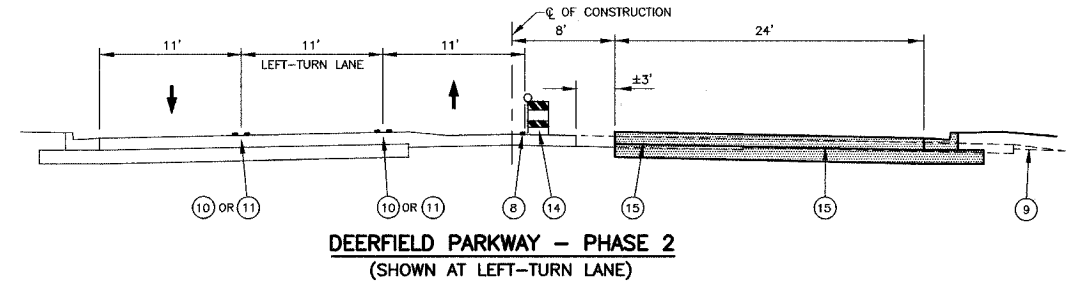 ℄ OF CONSTRUCTION
11' 11' 11' 8' 24'
LEFT-TURN LANE
±3'
10 OR 11 10 OR 11 8 14 15 15 9
DEERFIELD PARKWAY - PHASE 2
(SHOWN AT LEFT-TURN LANE)